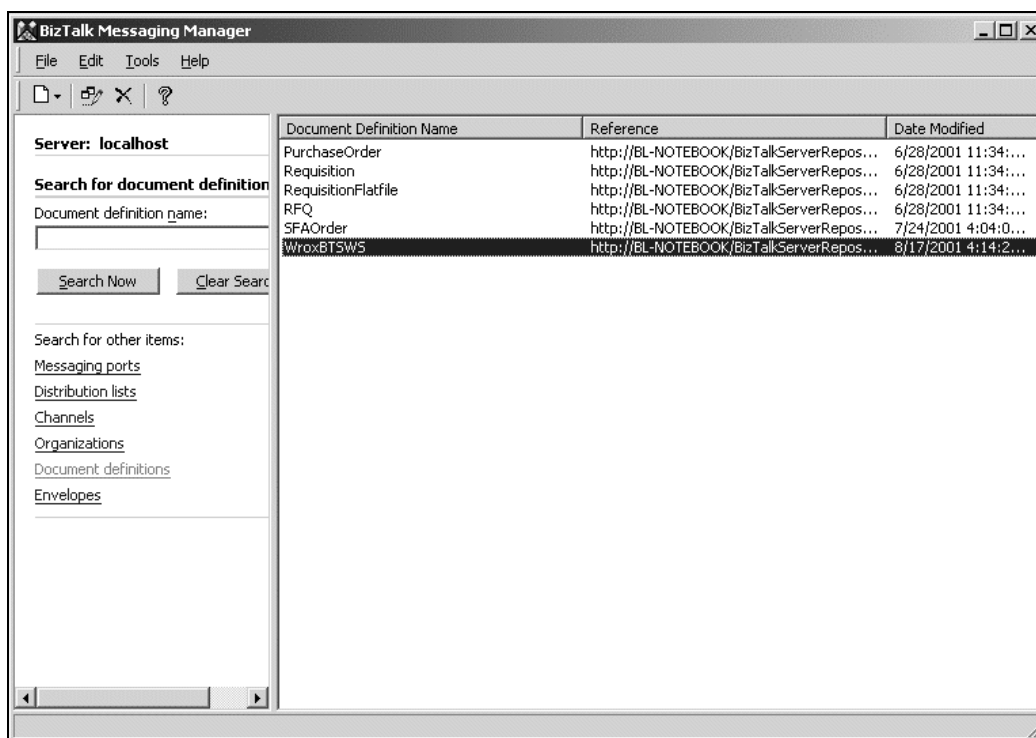 BizTalk Messaging Manager
File Edit Tools Help
Server: localhost
Search for document definition
Document definition name:
Search Now Clear Searc
Search for other items:
Messaging ports
Distribution lists
Channels
Organizations
Document definitions
Envelopes
Document Definition Name Reference Date Modified
PurchaseOrder http://BL-NOTEBOOK/BizTalkServerRepos... 6/28/2001 11:34:...
Requisition http://BL-NOTEBOOK/BizTalkServerRepos... 6/28/2001 11:34:...
RequisitionFlatfile http://BL-NOTEBOOK/BizTalkServerRepos... 6/28/2001 11:34:...
RFQ http://BL-NOTEBOOK/BizTalkServerRepos... 6/28/2001 11:34:...
SFAOrder http://BL-NOTEBOOK/BizTalkServerRepos... 7/24/2001 4:04:0...
WroxBTSWS http://BL-NOTEBOOK/BizTalkServerRepos... 8/17/2001 4:14:2...